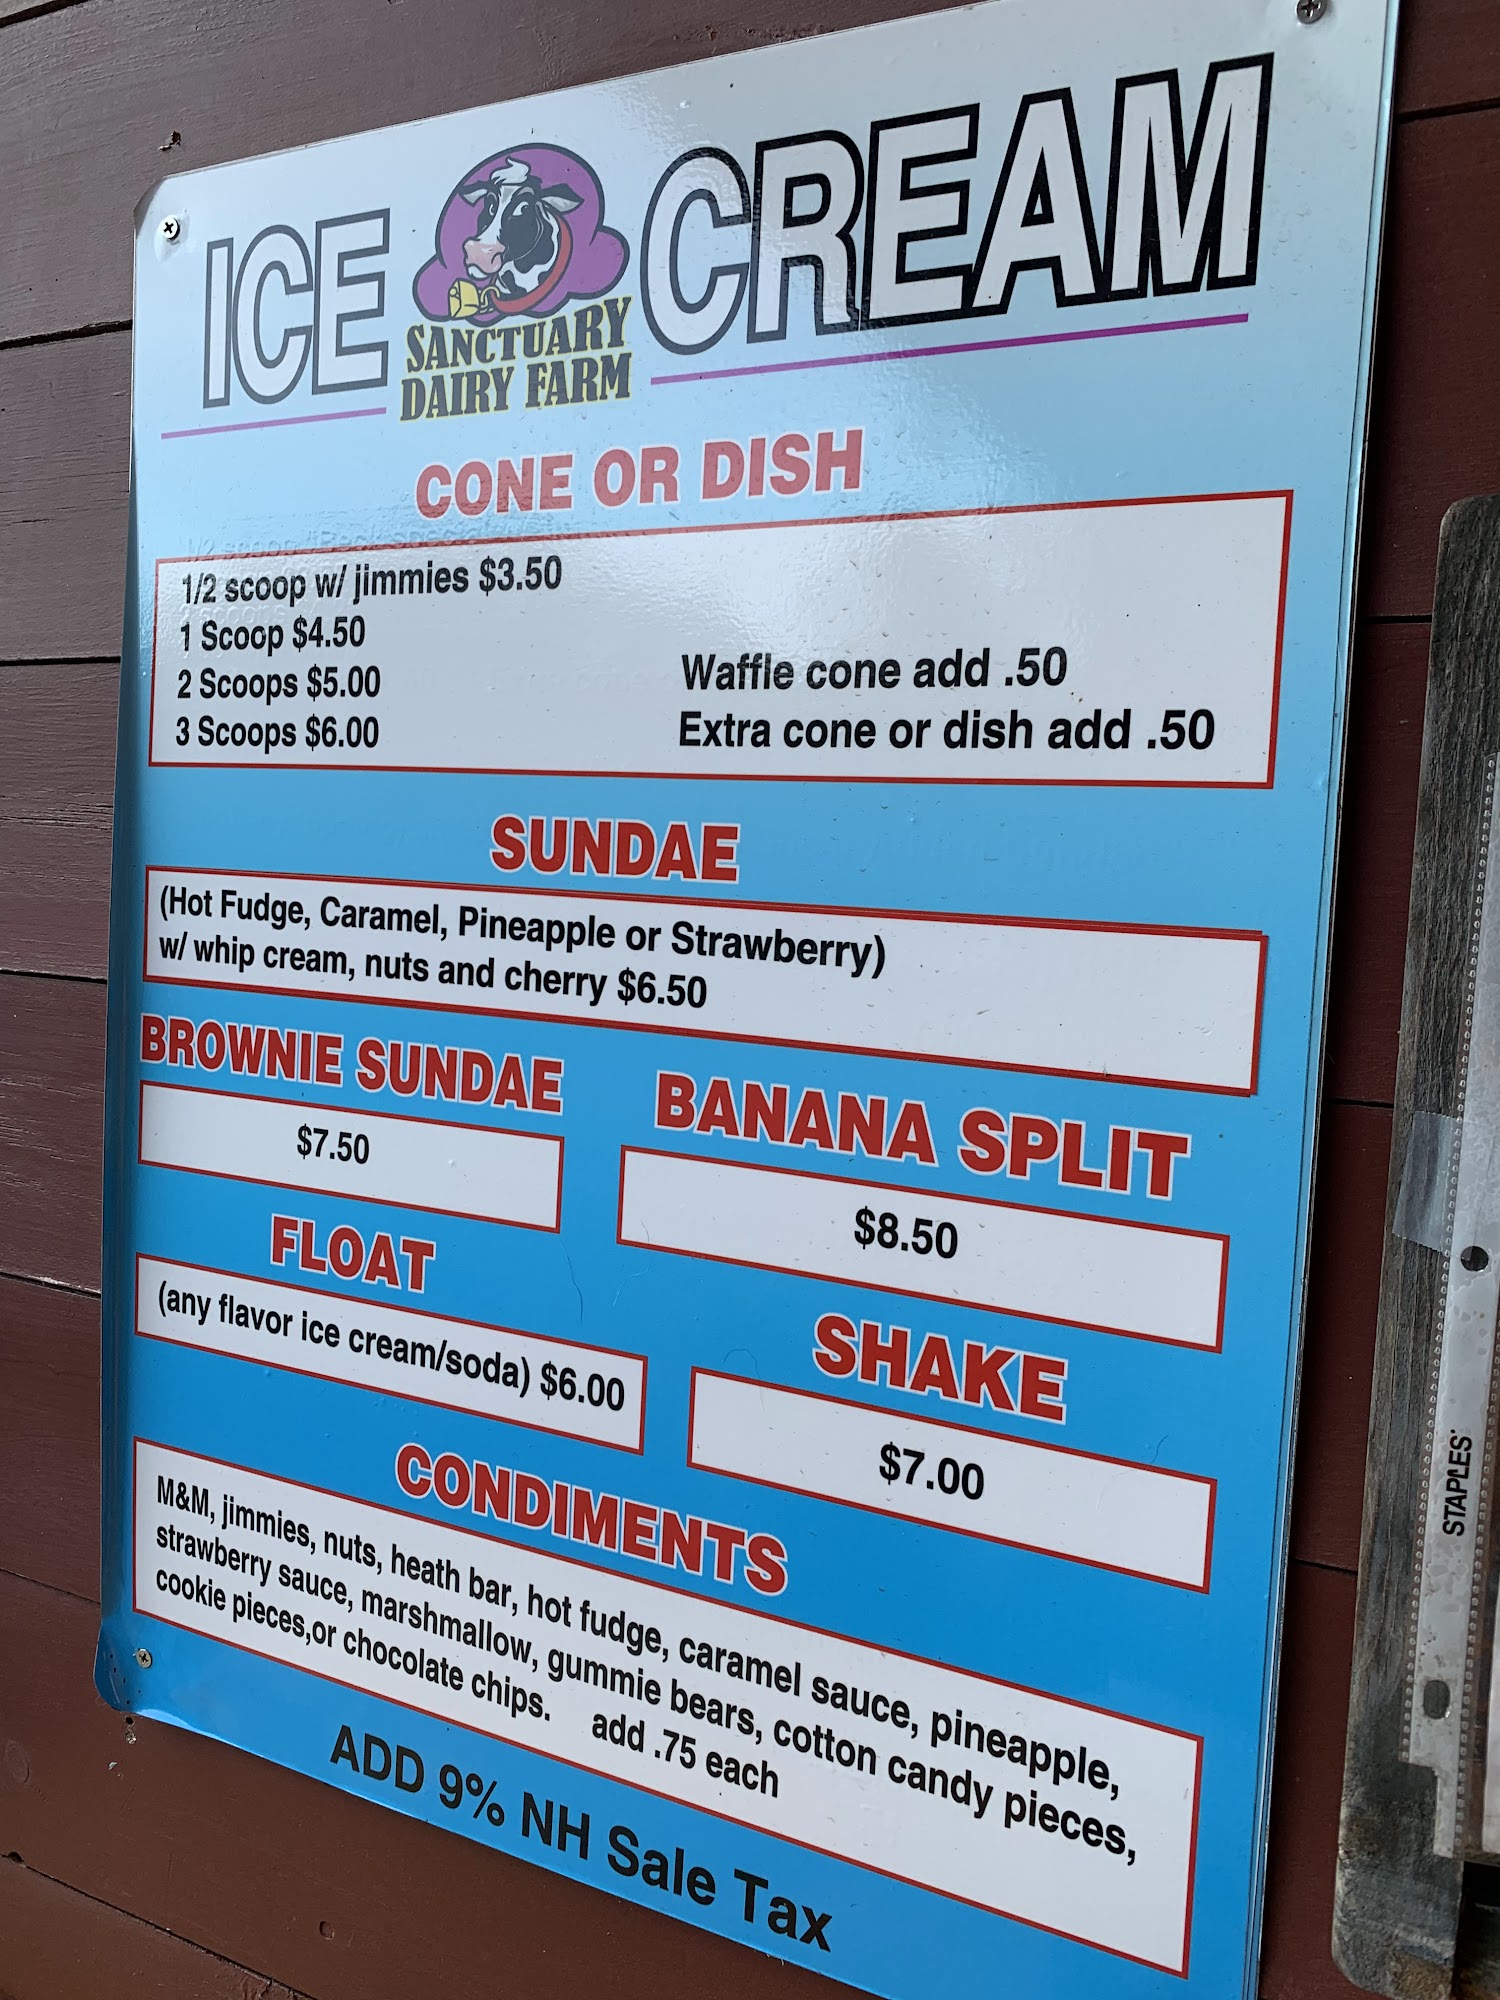 ICE CREAM
SANCTUARY
DAIRY FARM
CONE OR DISH
1/2 scoop w/ jimmies $3.50
1 Scoop $4.50
2 Scoops $5.00
3 Scoops $6.00
Waffle cone add .50
Extra cone or dish add .50
SUNDAE
(Hot Fudge, Caramel, Pineapple or Strawberry)
w/ whip cream, nuts and cherry $6.50
BROWNIE SUNDAE
$7.50
BANANA SPLIT
$8.50
FLOAT
(any flavor ice cream/soda) $6.00
SHAKE
$7.00
CONDIMENTS
M&M, jimmies, nuts, heath bar, hot fudge, caramel sauce, pineapple,
strawberry sauce, marshmallow, gummie bears, cotton candy pieces,
cookie pieces,or chocolate chips. add .75 each
ADD 9% NH Sale Tax
STAPLES'